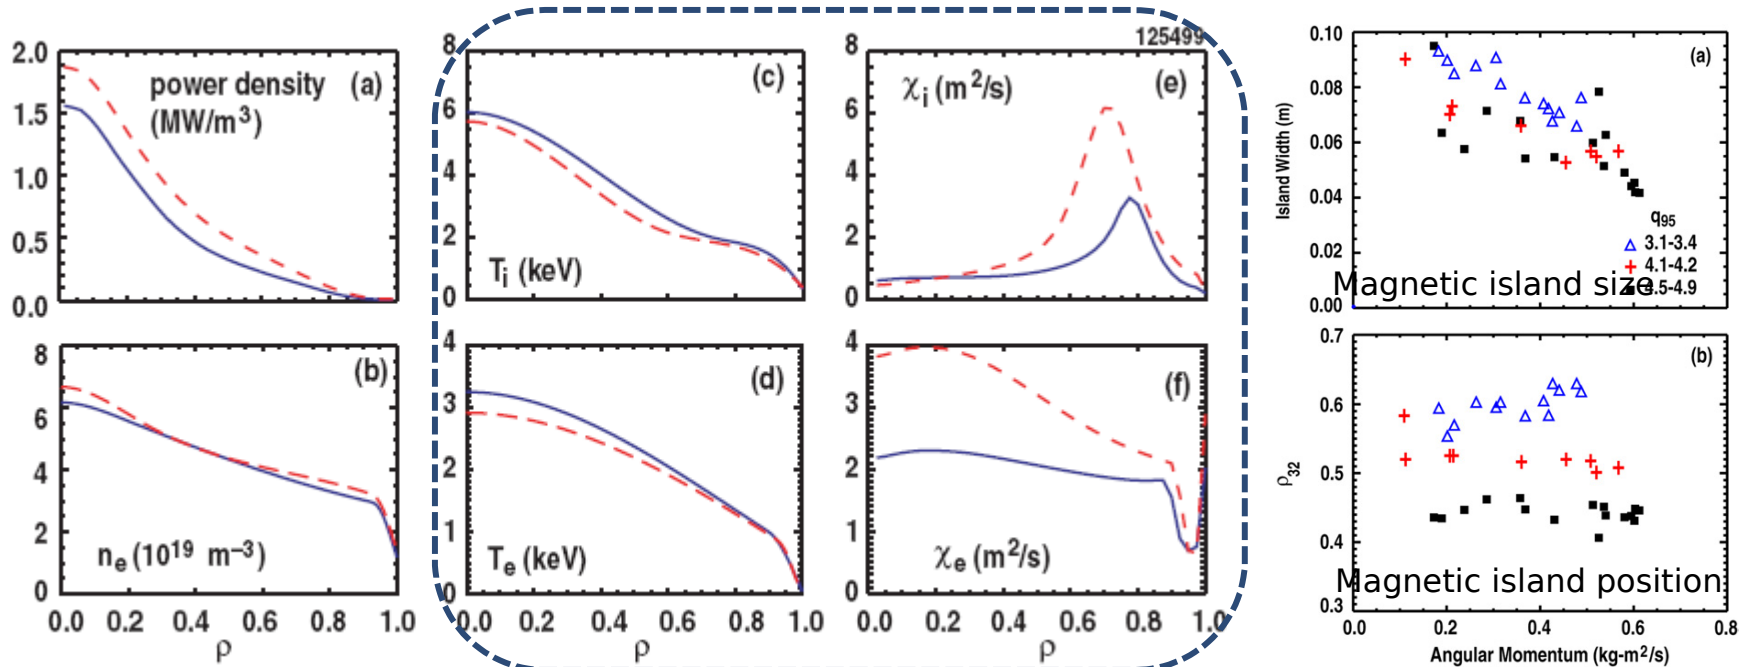 2.0
1.5
1.0
0.5
0.0
power density
(MW/m³)
(a)
8
6
4
2
0
(b)
nₑ (10¹⁹ m⁻³)
0.0 0.2 0.4 0.6 0.8 1.0
ρ
8
6
4
2
0
(c)
Tᵢ (keV)
4
3
2
1
0
(d)
Tₑ (keV)
0.0 0.2 0.4 0.6 0.8 1.0
ρ
125499
8
6
4
2
0
χᵢ (m²/s)
(e)
4
3
2
1
0
(f)
χₑ (m²/s)
0.0 0.2 0.4 0.6 0.8 1.0
ρ
0.10
0.08
0.06
0.04
0.02
0.00
Island Width (m)
(a)
q₉₅
3.1-3.4
4.1-4.2
4.5-4.9
Magnetic island size
0.7
0.6
0.5
0.4
0.3
ρ₃₂
(b)
Magnetic island position
0.0 0.2 0.4 0.6 0.8
Angular Momentum (kg-m²/s)